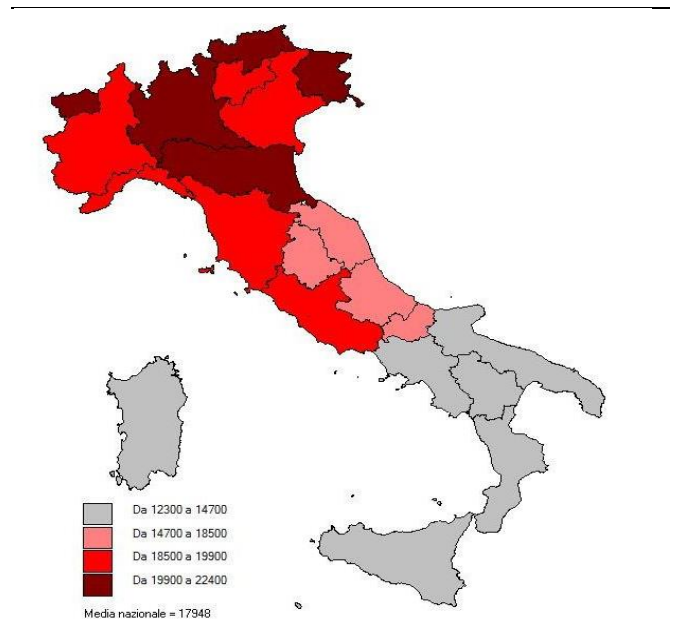 Da 12300 a 14700
Da 14700 a 18500
Da 18500 a 19900
Da 19900 a 22400
Media nazionale = 17948